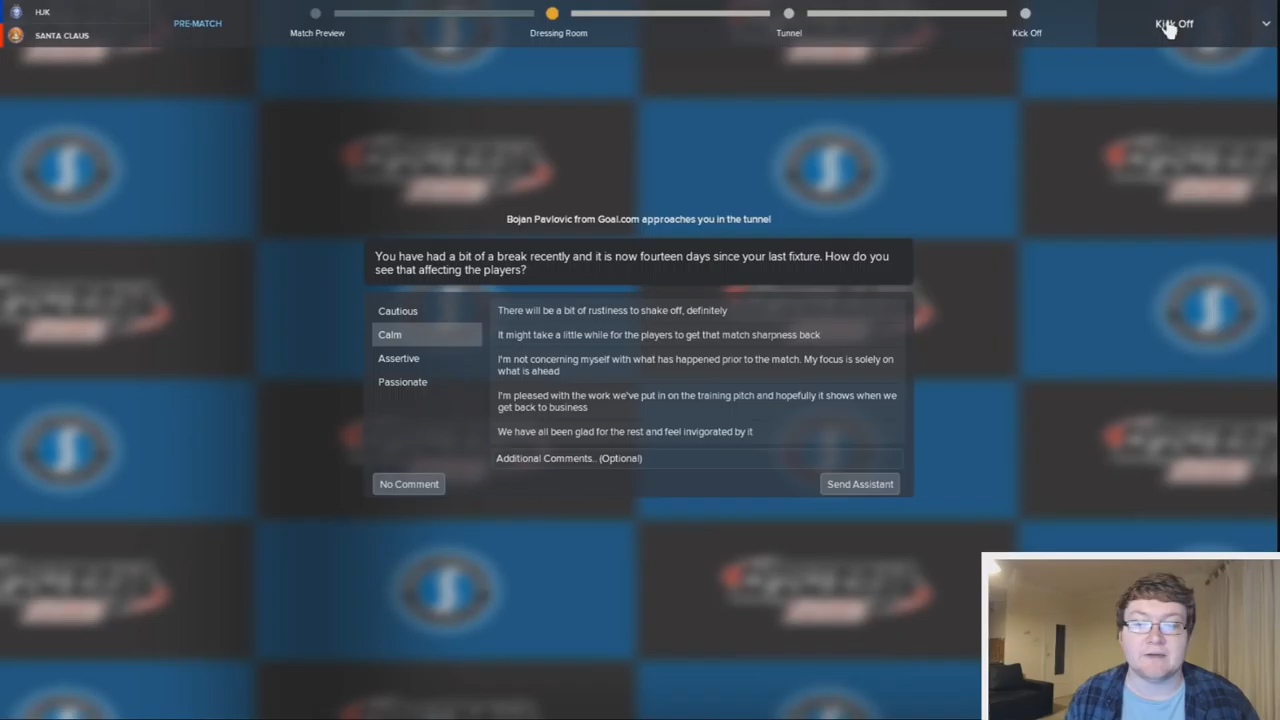 HJK
SANTA CLAUS
PRE-MATCH
Match Preview
Dressing Room
Tunnel
Kick Off
Kick Off
Bojan Pavlovic from Goal.com approaches you in the tunnel
You have had a bit of a break recently and it is now fourteen days since your last fixture. How do you
see that affecting the players?
Cautious
Calm
Assertive
Passionate
There will be a bit of rustiness to shake off, definitely
It might take a little while for the players to get that match sharpness back
I'm not concerning myself with what has happened prior to the match. My focus is solely on
what is ahead
I'm pleased with the work we've put in on the training pitch and hopefully it shows when we
get back to business
We have all been glad for the rest and feel invigorated by it
Additional Comments.. (Optional)
No Comment
Send Assistant